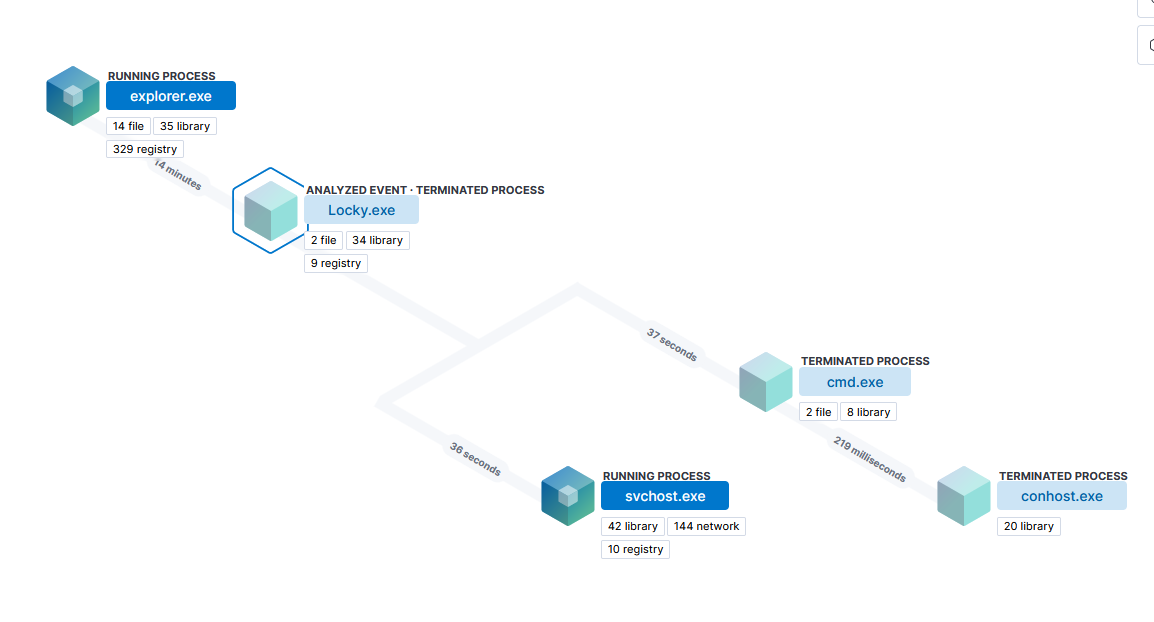 RUNNING PROCESS
explorer.exe
14 file 35 library
329 registry
14 minutes
ANALYZED EVENT · TERMINATED PROCESS
Locky.exe
2 file 34 library
9 registry
37 seconds
TERMINATED PROCESS
cmd.exe
2 file 8 library
219 milliseconds
36 seconds
RUNNING PROCESS
svchost.exe
42 library 144 network
10 registry
TERMINATED PROCESS
conhost.exe
20 library